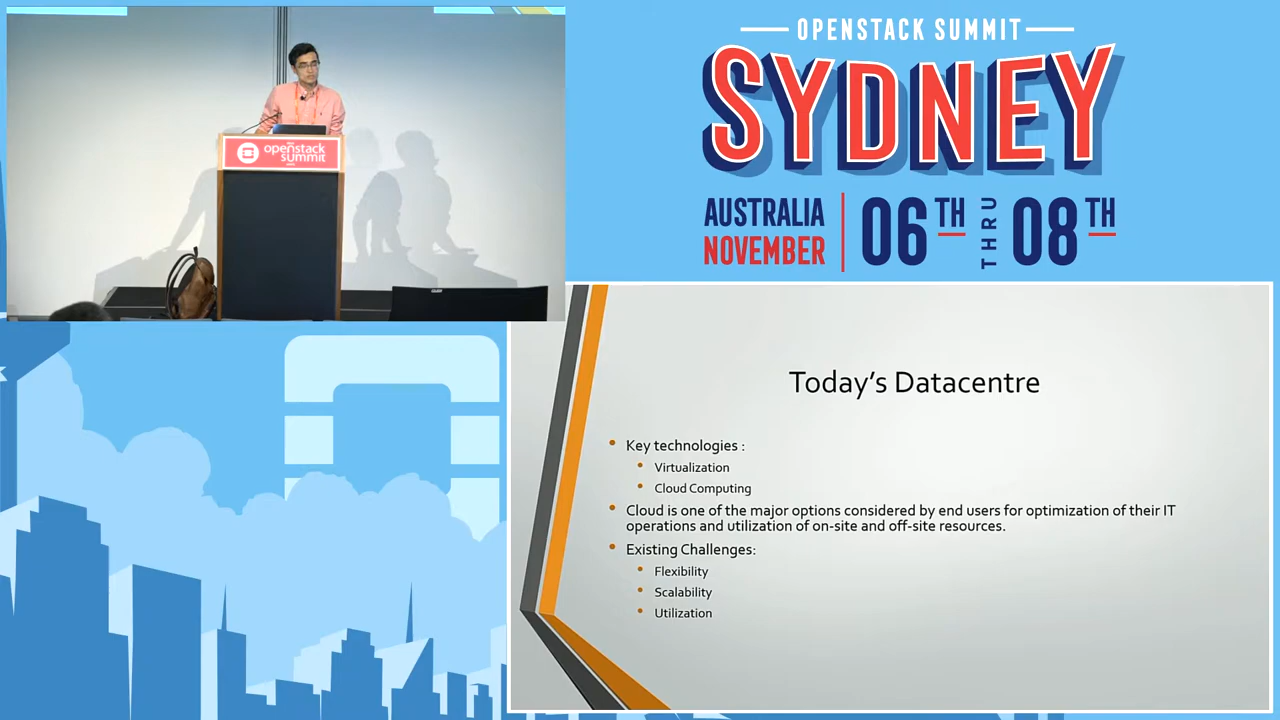 OPENSTACK SUMMIT
SYDNEY
AUSTRALIA
NOVEMBER
06TH
THRU
08TH
openstack
summit
Today's Datacentre
Key technologies :
Virtualization
Cloud Computing
Cloud is one of the major options considered by end users for optimization of their IT
operations and utilization of on-site and off-site resources.
Existing Challenges:
Flexibility
Scalability
Utilization